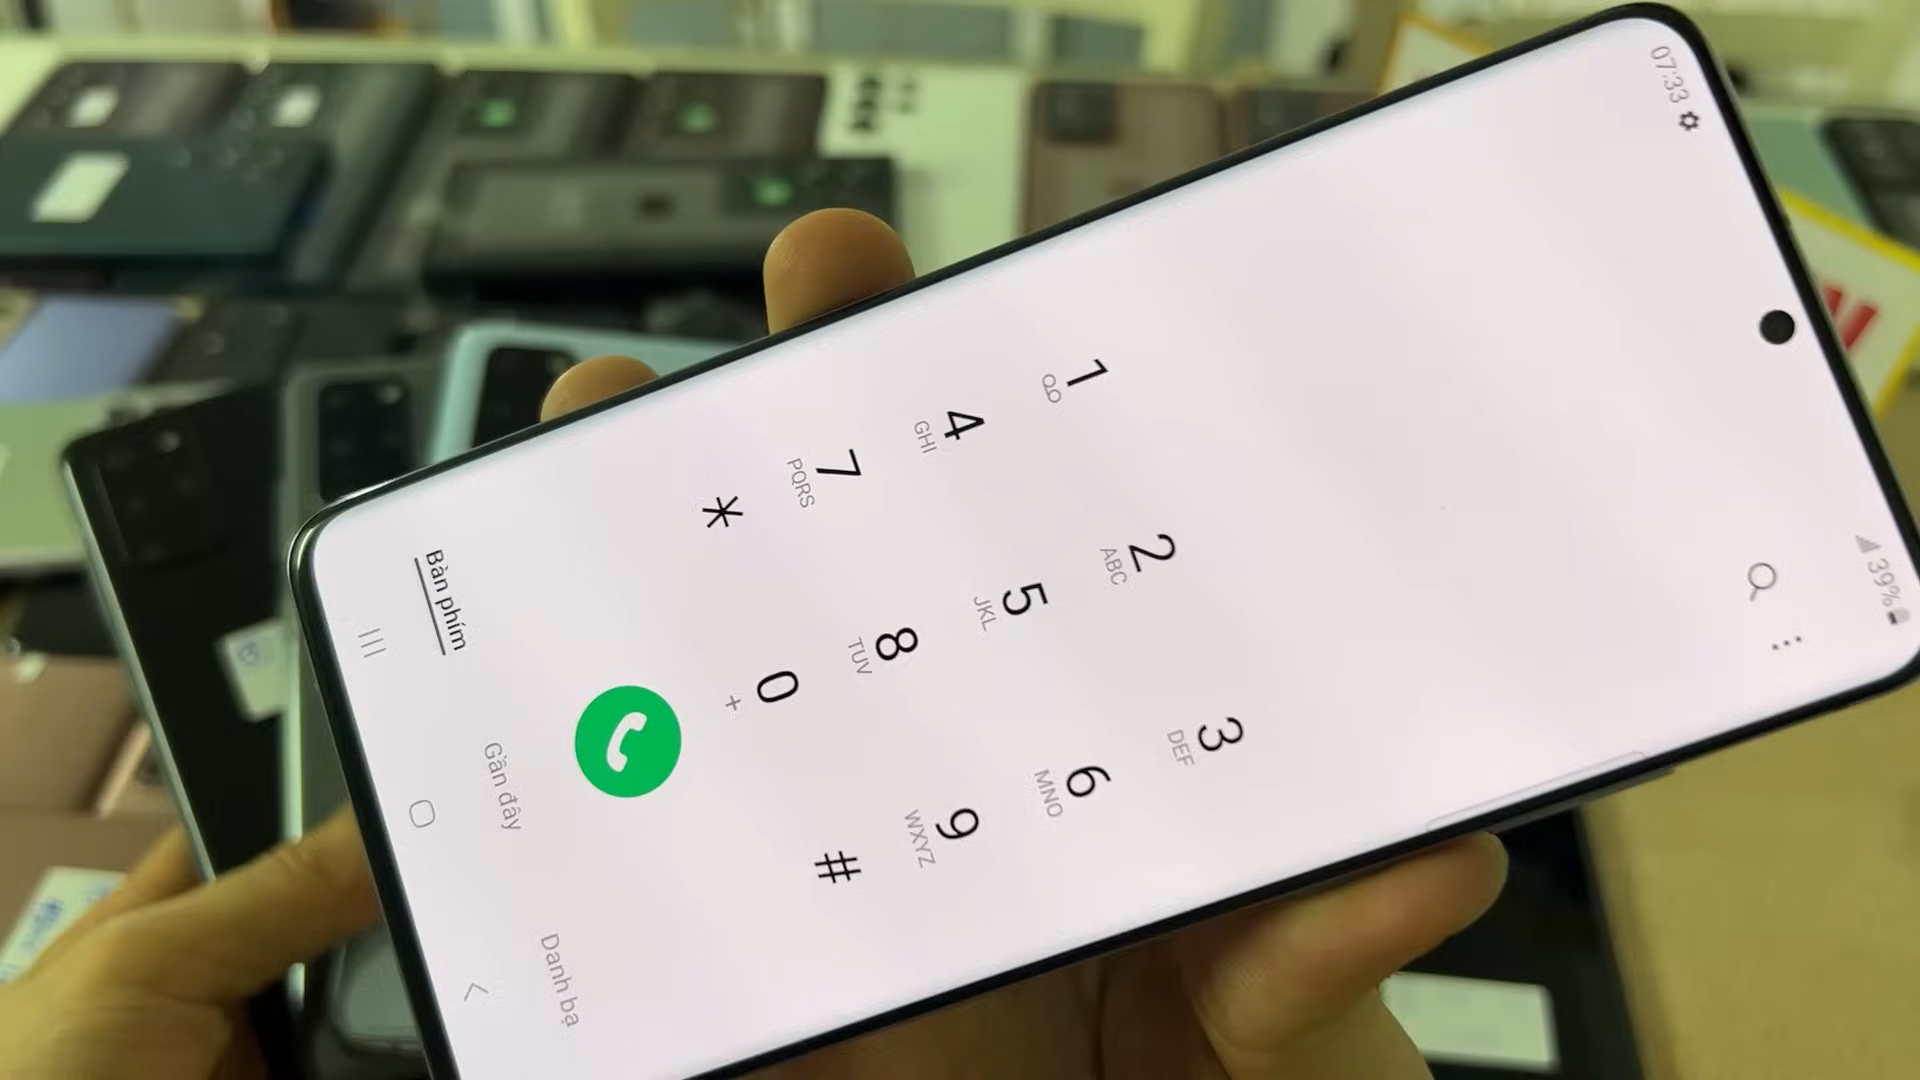 07:33
39%
1
2 ABC
3 DEF
4 GHI
5 JKL
6 MNO
7 PQRS
8 TUV
9 WXYZ
*
0 +
#
Bàn phím
Gần đây
Danh bạ